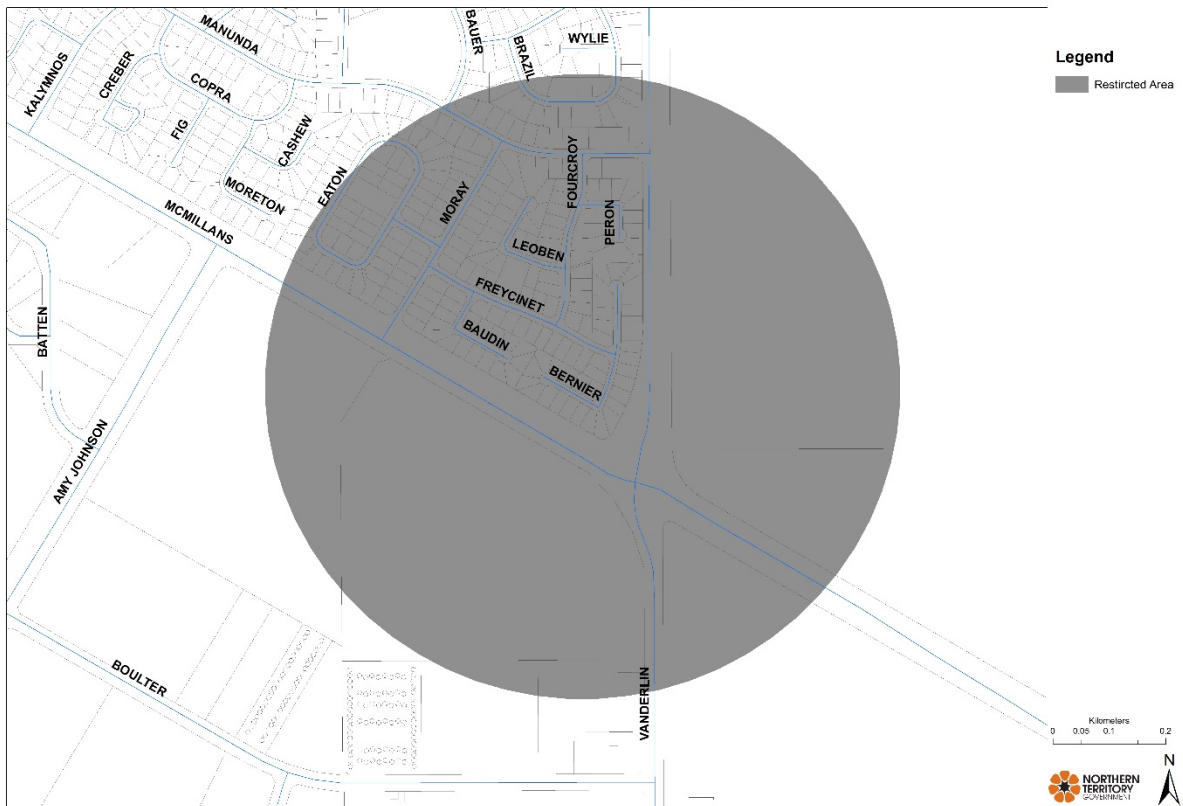 MANUNDA
BAUER
BRAZIL
WYLIE
KALYMNOS
CREBER
COPRA
FIG
CASHEW
MORETON
EATON
MCMILLANS
MORAY
FOURCROY
PERON
LEOBEN
FREYCINET
BAUDIN
BERNIER
BATTEN
AMY JOHNSON
BOULTER
VANDERLIN
Legend
Restircted Area
Kilometers
0 0.05 0.1 0.2
N
NORTHERN
TERRITORY
GOVERNMENT